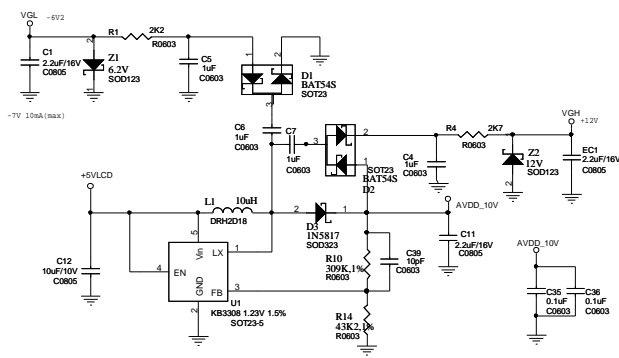 VGL -6V2
R1 2K2
R0603
C1
2.2uF/16V
C0805
2
Z1
6.2V
SOD123
1
C5
1uF
C0603
1
2
3
D1
BAT54S
SOT23
-7V 10mA(max)
C6
1uF
C0603
C7
1uF
C0603
3
2
1
SOT23
BAT54S
D2
R4 2K7
R0603
C4
1uF
C0603
VGH
+12V
Z2
12V
SOD123
2
EC1
2.2uF/16V
C0805
+5VLCD
L1 10uH
DRH2D18
2
1
D3
1N5817
SOD323
AVDD_10V
C11
2.2uF/16V
C0805
C12
10uF/10V
C0805
4
EN
5
Vin
LX
1
GND
FB
3
2
U1
KB3308 1.23V 1.5%
SOT23-5
R10
309K,1%
R0603
C39
10pF
C0603
R14
43K2,1%
R0603
AVDD_10V
C35
0.1uF
C0603
C36
0.1uF
C0603